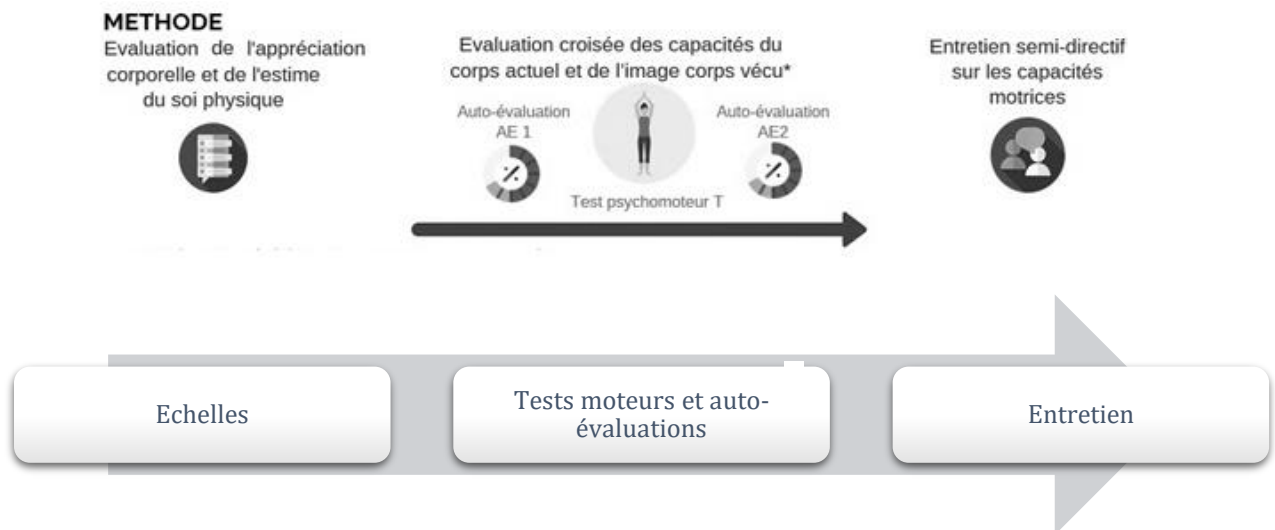 METHODE
Evaluation de l'appréciation
corporelle et de l'estime
du soi physique
Evaluation croisée des capacités du
corps actuel et de l'image corps vécu*
Auto-évaluation
AE 1
Auto-évaluation
AE2
Test psychomoteur T
Entretien semi-directif
sur les capacités
motrices
Echelles
Tests moteurs et auto-
évaluations
Entretien